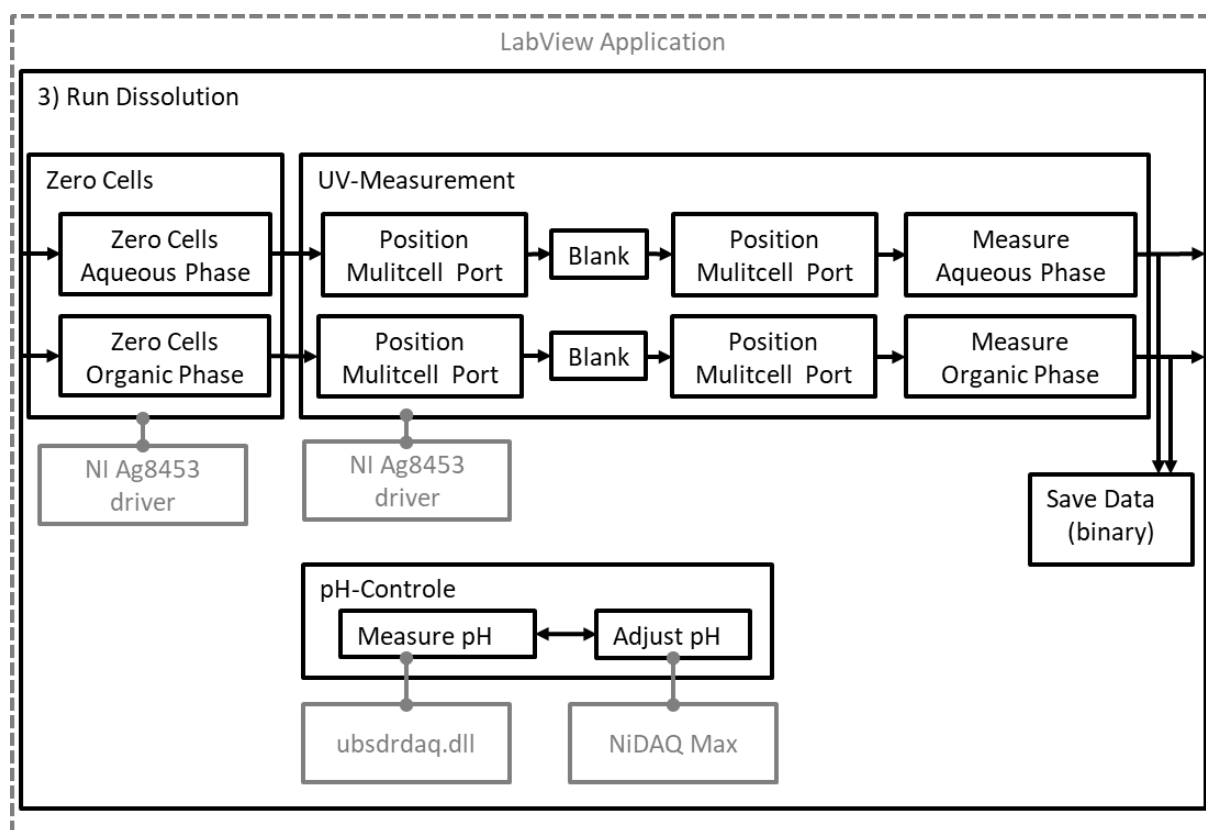 LabView Application
3) Run Dissolution
Zero Cells
Zero Cells
Aqueous Phase
Zero Cells
Organic Phase
NI Ag8453
driver
UV-Measurement
Position
Mulitcell Port
Blank
Position
Mulitcell Port
Measure
Aqueous Phase
Position
Mulitcell Port
Blank
Position
Mulitcell Port
Measure
Organic Phase
NI Ag8453
driver
Save Data
(binary)
pH-Controle
Measure pH
Adjust pH
ubsdrdaq.dll
NiDAQ Max